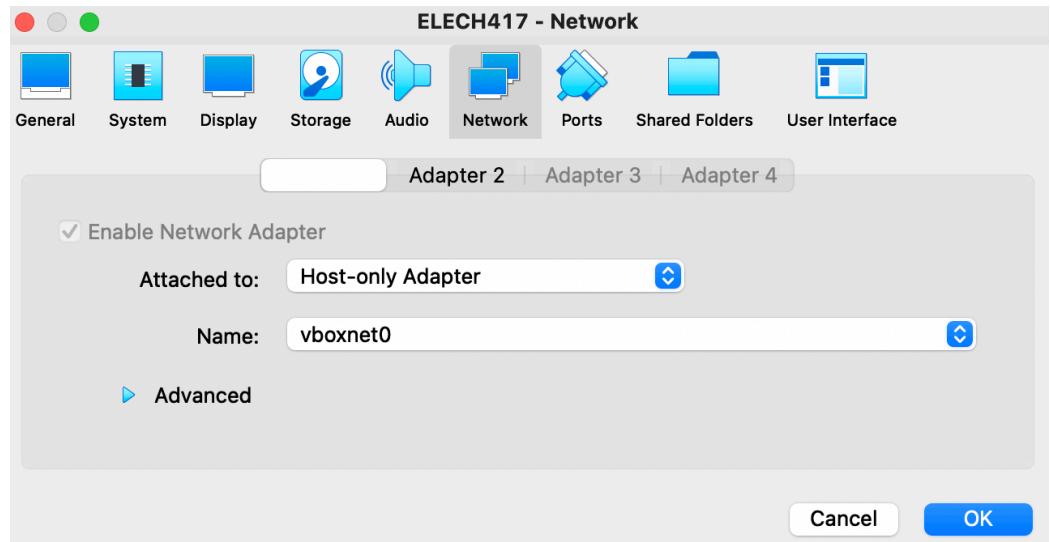 ELECH417 - Network
General System Display Storage Audio Network Ports Shared Folders User Interface
Adapter 2 Adapter 3 Adapter 4
Enable Network Adapter
Attached to: Host-only Adapter
Name: vboxnet0
Advanced
Cancel OK